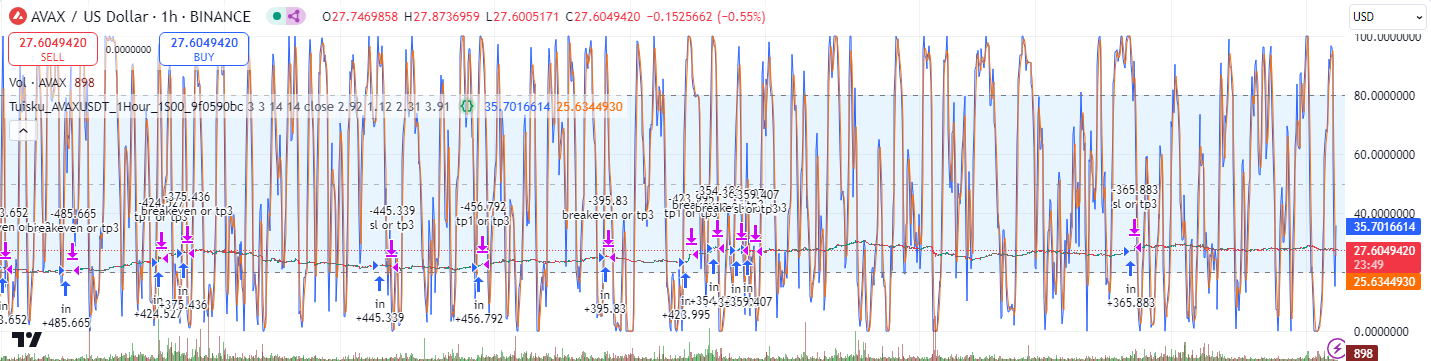 AVAX / US Dollar · 1h · BINANCE O27.7469858 H27.8736959 L27.6005171 C27.6049420 −0.1525662 (−0.55%)
USD
27.6049420
SELL
0.0000000
27.6049420
BUY
Vol · AVAX 898
Tuisku_AVAXUSDT_1Hour_1S00_9f0590bc 3 3 14 14 close 2.92 1.12 2.31 3.91 35.7016614 25.6344930
100.0000000
80.0000000
60.0000000
40.0000000
35.7016614
27.6049420
23:49
25.6344930
0.0000000
898
-485.665
breakeven or tp3
in
+485.665
-375.436
breakeven or tp3
in
+424.527
+375.436
-445.339
sl or tp3
in
+445.339
-456.792
tp1 or tp3
in
+456.792
-395.83
breakeven or tp3
in
+395.83
in
+423.995
in
in
in
-365.883
sl or tp3
in
+365.883